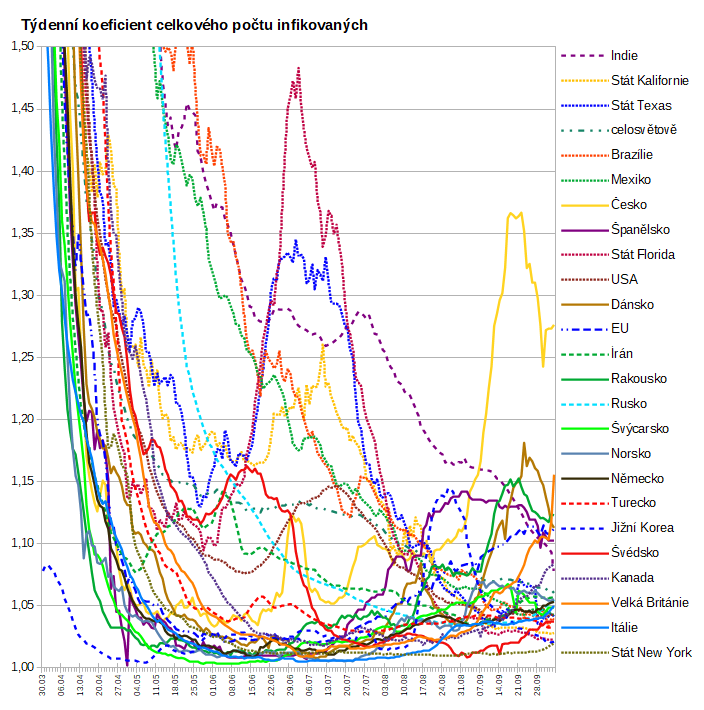 Týdenní koeficient celkového počtu infikovaných
1,50
1,45
1,40
1,35
1,30
1,25
1,20
1,15
1,10
1,05
1,00
30.03
06.04
13.04
20.04
27.04
04.05
11.05
18.05
25.05
01.06
08.06
15.06
22.06
29.06
06.07
13.07
20.07
27.07
03.08
10.08
17.08
24.08
31.08
07.09
14.09
21.09
28.09
Indie
Stát Kalifornie
Stát Texas
celosvětově
Brazílie
Mexiko
Česko
Španělsko
Stát Florida
USA
Dánsko
EU
Írán
Rakousko
Rusko
Švýcarsko
Norsko
Německo
Turecko
Jižní Korea
Švédsko
Kanada
Velká Británie
Itálie
Stát New York